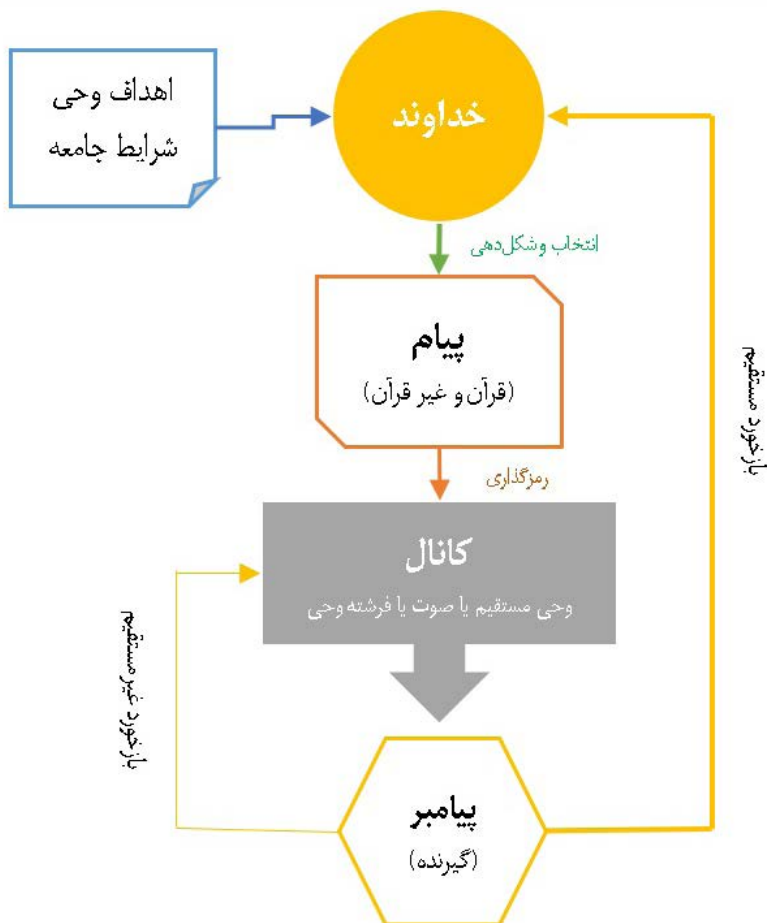 اهداف وحی
شرایط جامعه
خداوند
انتخاب و شکل‌دهی
پیام
(قرآن و غیر قرآن)
رمزگذاری
کانال
وحی مستقیم یا صوت یا فرشته وحی
پیامبر
(گیرنده)
بازخورد مستقیم
بازخورد غیر مستقیم